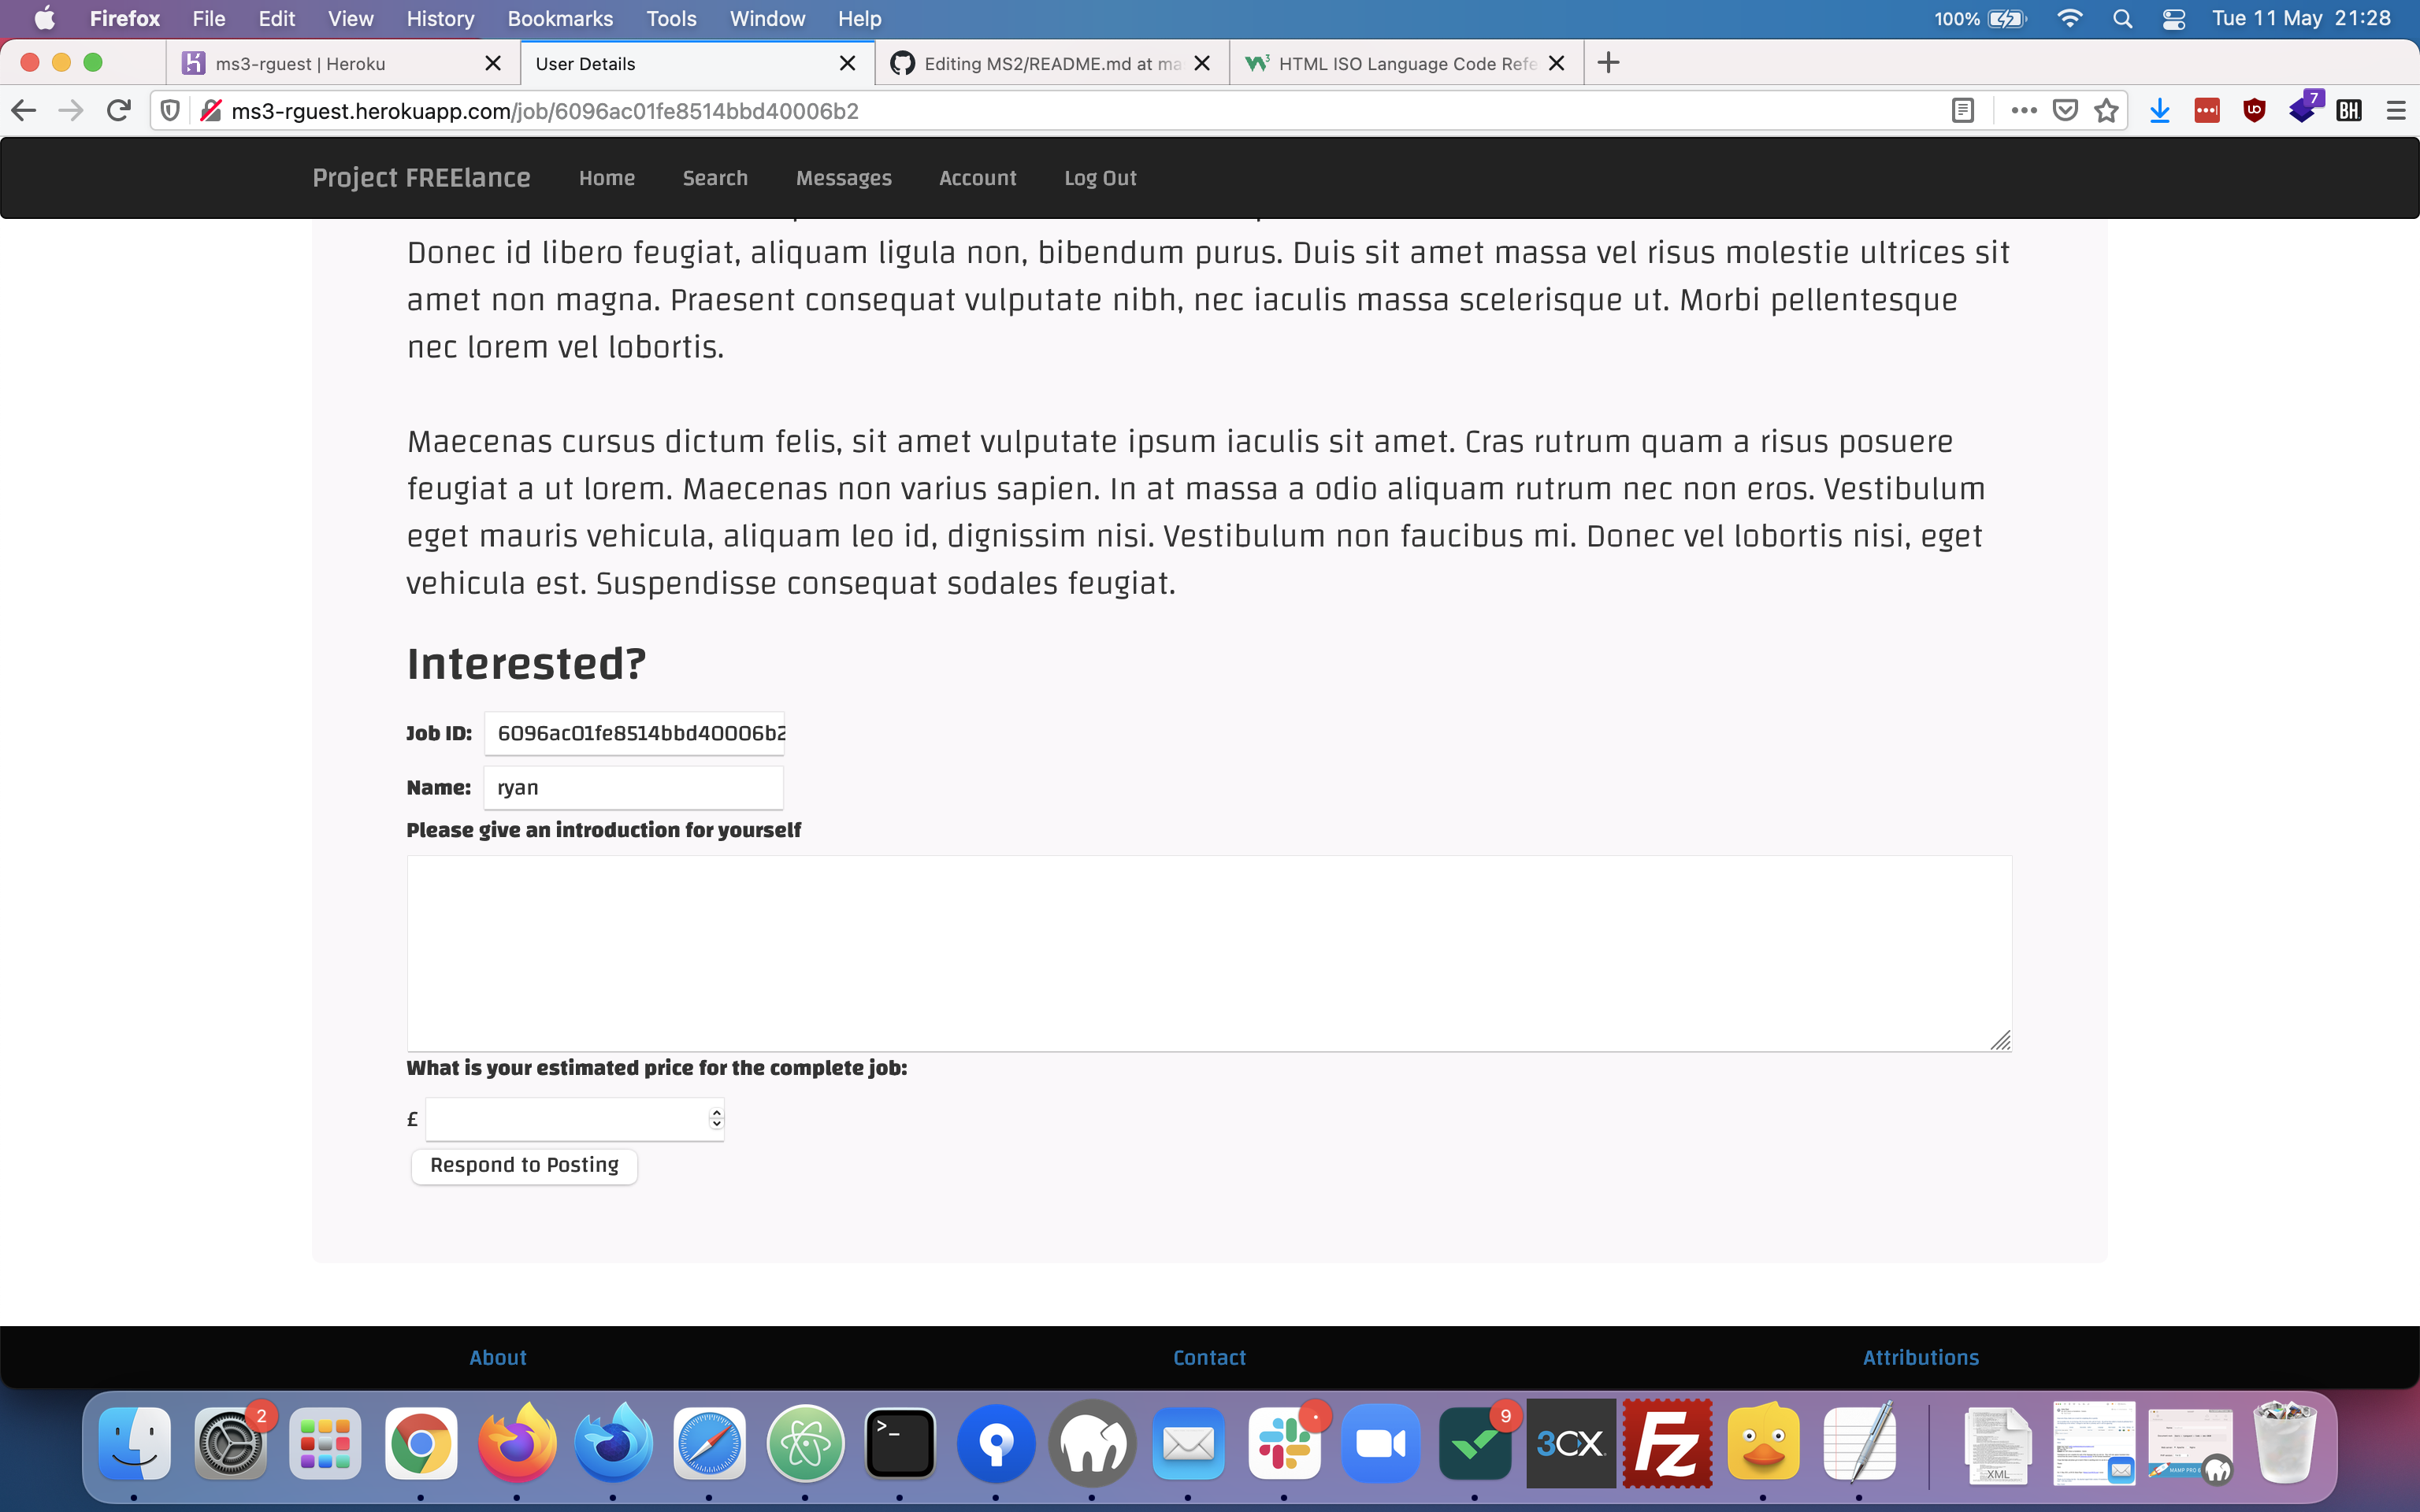 Firefox File Edit View History Bookmarks Tools Window Help 100% Tue 11 May 21:28
ms3-rguest | Heroku User Details Editing MS2/README.md at ma HTML ISO Language Code Refe
ms3-rguest.herokuapp.com/job/6096ac01fe8514bbd40006b2 7 BH
Project FREElance Home Search Messages Account Log Out
Donec id libero feugiat, aliquam ligula non, bibendum purus. Duis sit amet massa vel risus molestie ultrices sit
amet non magna. Praesent consequat vulputate nibh, nec iaculis massa scelerisque ut. Morbi pellentesque
nec lorem vel lobortis.
Maecenas cursus dictum felis, sit amet vulputate ipsum iaculis sit amet. Cras rutrum quam a risus posuere
feugiat a ut lorem. Maecenas non varius sapien. In at massa a odio aliquam rutrum nec non eros. Vestibulum
eget mauris vehicula, aliquam leo id, dignissim nisi. Vestibulum non faucibus mi. Donec vel lobortis nisi, eget
vehicula est. Suspendisse consequat sodales feugiat.
Interested?
Job ID: 6096ac01fe8514bbd40006b2
Name: ryan
Please give an introduction for yourself
What is your estimated price for the complete job:
£
Respond to Posting
About Contact Attributions
2 9 3CX Fz XML